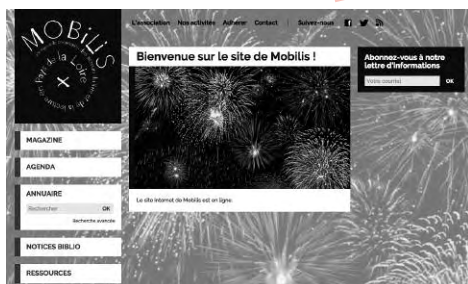 L'association Nos activités Adhérer Contact | Suivez-nous
MOBILIS
Pays de la Loire
Bienvenue sur le site de Mobilis !
Abonnez-vous à notre
lettre d'informations
Votre courriel OK
MAGAZINE
AGENDA
ANNUAIRE
Rechercher OK
Recherche avancée
Le site internet de Mobilis est en ligne.
NOTICES BIBLIO
RESSOURCES